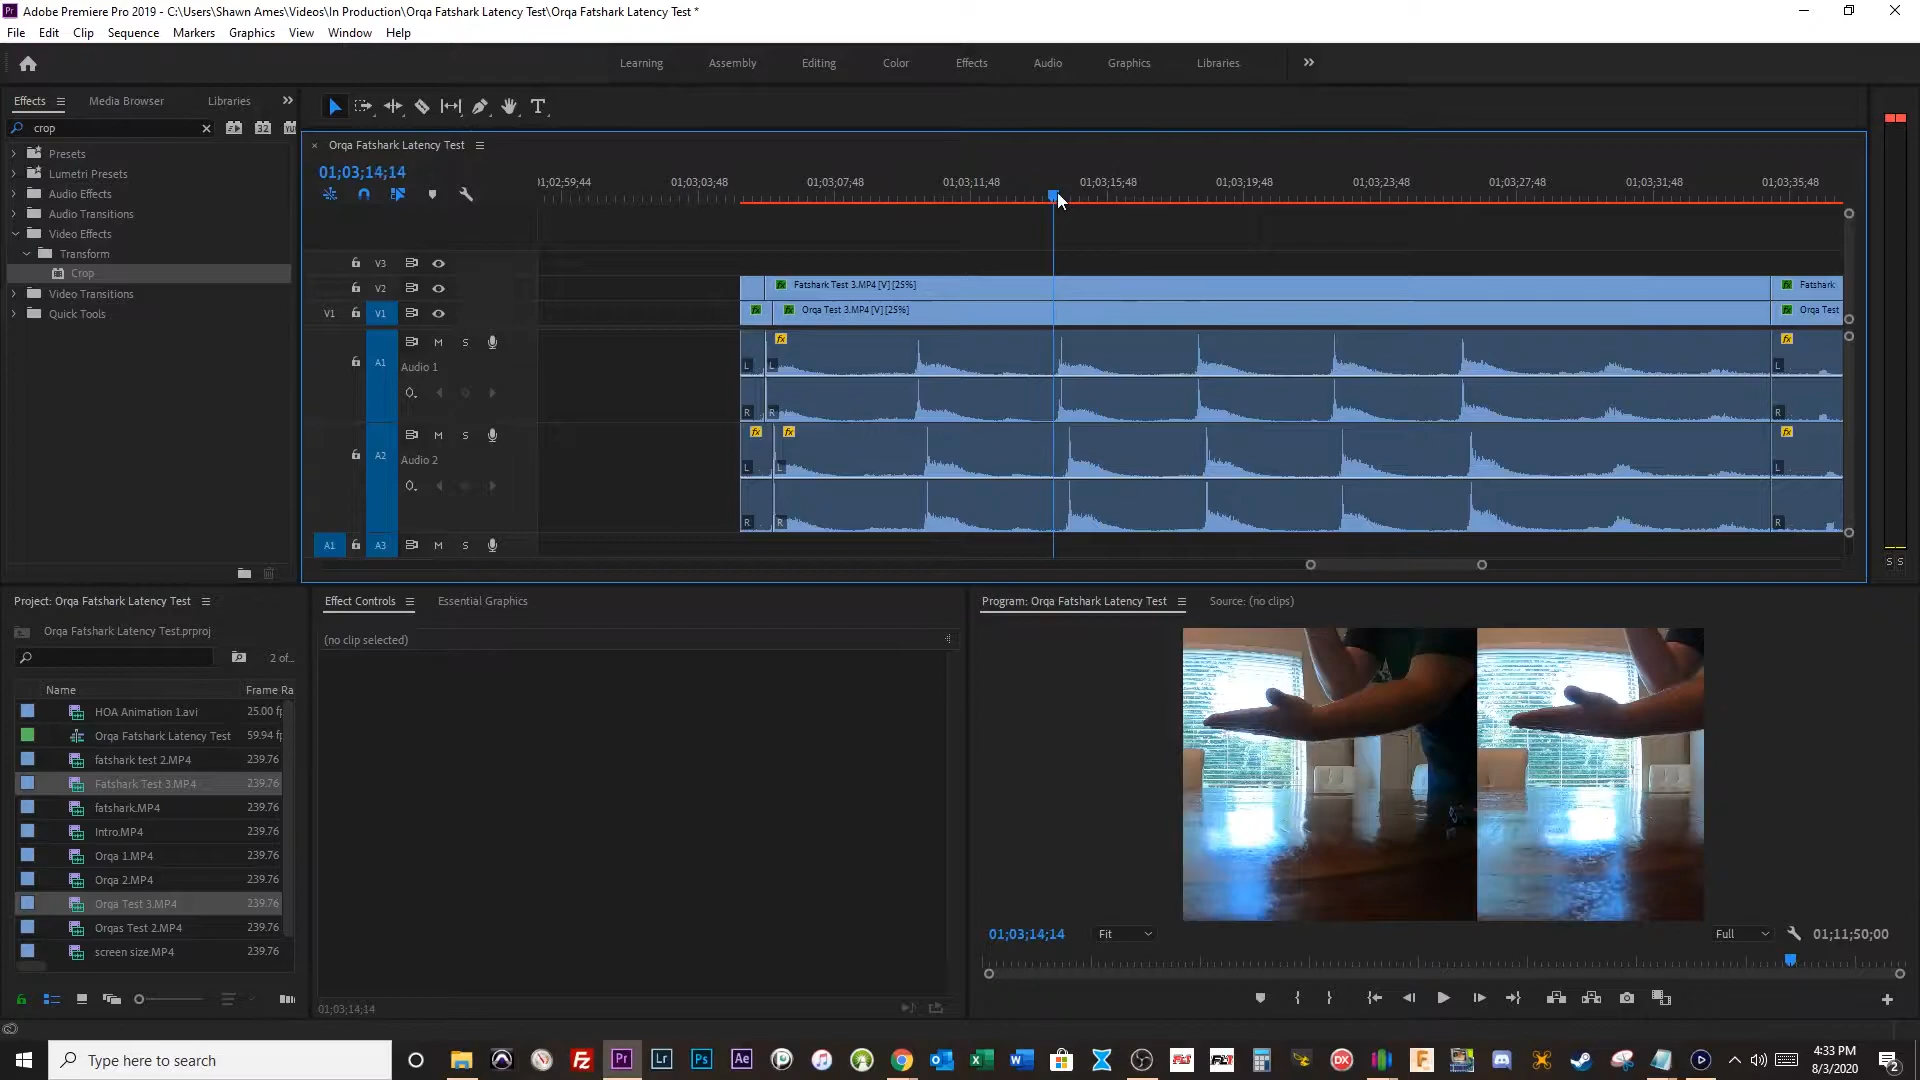 Adobe Premiere Pro 2019 - C:\Users\Shawn Ames\Videos\In Production\Orqa Fatshark Latency Test\Orqa Fatshark Latency Test *
File Edit Clip Sequence Markers Graphics View Window Help
Learning Assembly Editing Color Effects Audio Graphics Libraries
Effects Media Browser Libraries
crop
32
Presets
Lumetri Presets
Audio Effects
Audio Transitions
Video Effects
Transform
Crop
Video Transitions
Quick Tools
Orqa Fatshark Latency Test
01;03;14;14
01;02;59;44 01;03;03;48 01;03;07;48 01;03;11;48 01;03;15;48 01;03;19;48 01;03;23;48 01;03;27;48 01;03;31;48 01;03;35;48
V3
V2 fx Fatshark Test 3.MP4 [V] [25%] fx Fatshark
V1 V1 fx fx Orqa Test 3.MP4 [V] [25%] fx Orqa Test
M S fx fx
A1 Audio 1 L L L
R R R
M S fx fx fx
A2 Audio 2 L L L
R R R
A1 A3 M S
S S
Project: Orqa Fatshark Latency Test
Orqa Fatshark Latency Test.prproj
2 of...
Name Frame Ra
HOA Animation 1.avi 25.00 f
Orqa Fatshark Latency Test 59.94 f
fatshark test 2.MP4 239.76
Fatshark Test 3.MP4 239.76
fatshark.MP4 239.76
Intro.MP4 239.76
Orqa 1.MP4 239.76
Orqa 2.MP4 239.76
Orqa Test 3.MP4 239.76
Orqas Test 2.MP4 239.76
screen size.MP4 239.76
Effect Controls Essential Graphics
(no clip selected)
01;03;14;14
Program: Orqa Fatshark Latency Test Source: (no clips)
01;03;14;14 Fit Full 01;11;50;00
Type here to search
4:33 PM
8/3/2020
2